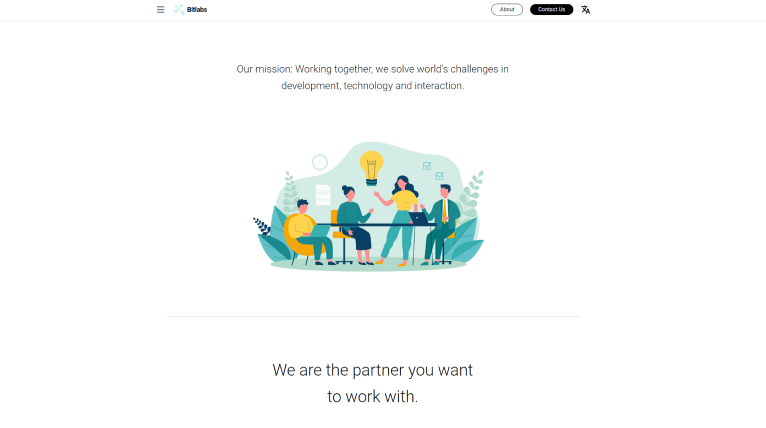 Bitlabs
About
Contact Us
Our mission: Working together, we solve world's challenges in
development, technology and interaction.
We are the partner you want
to work with.